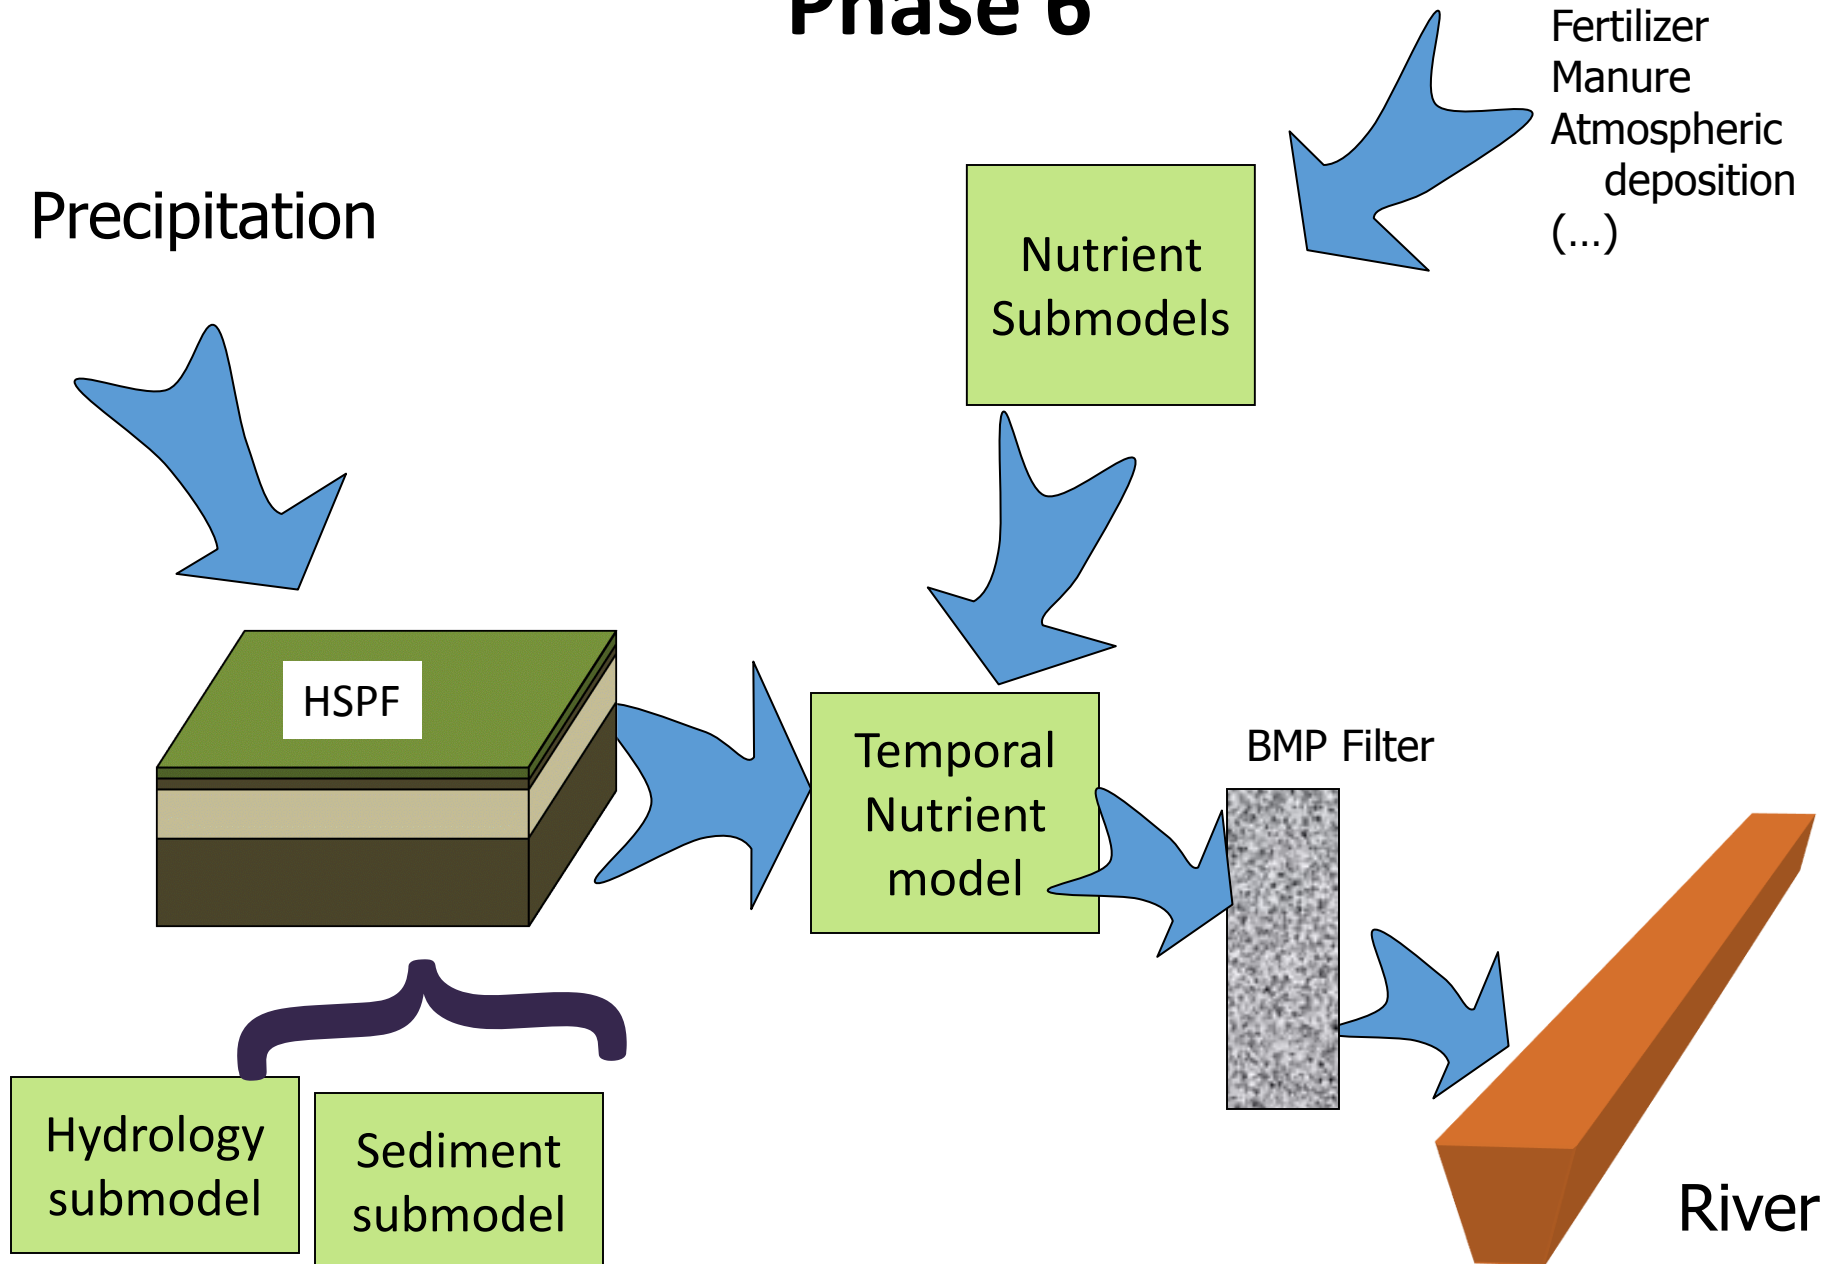 Phase 6
Fertilizer
Manure
Atmospheric
deposition
(...)
Precipitation
Nutrient
Submodels
HSPF
Temporal
Nutrient
model
BMP Filter
Hydrology
submodel
Sediment
submodel
River